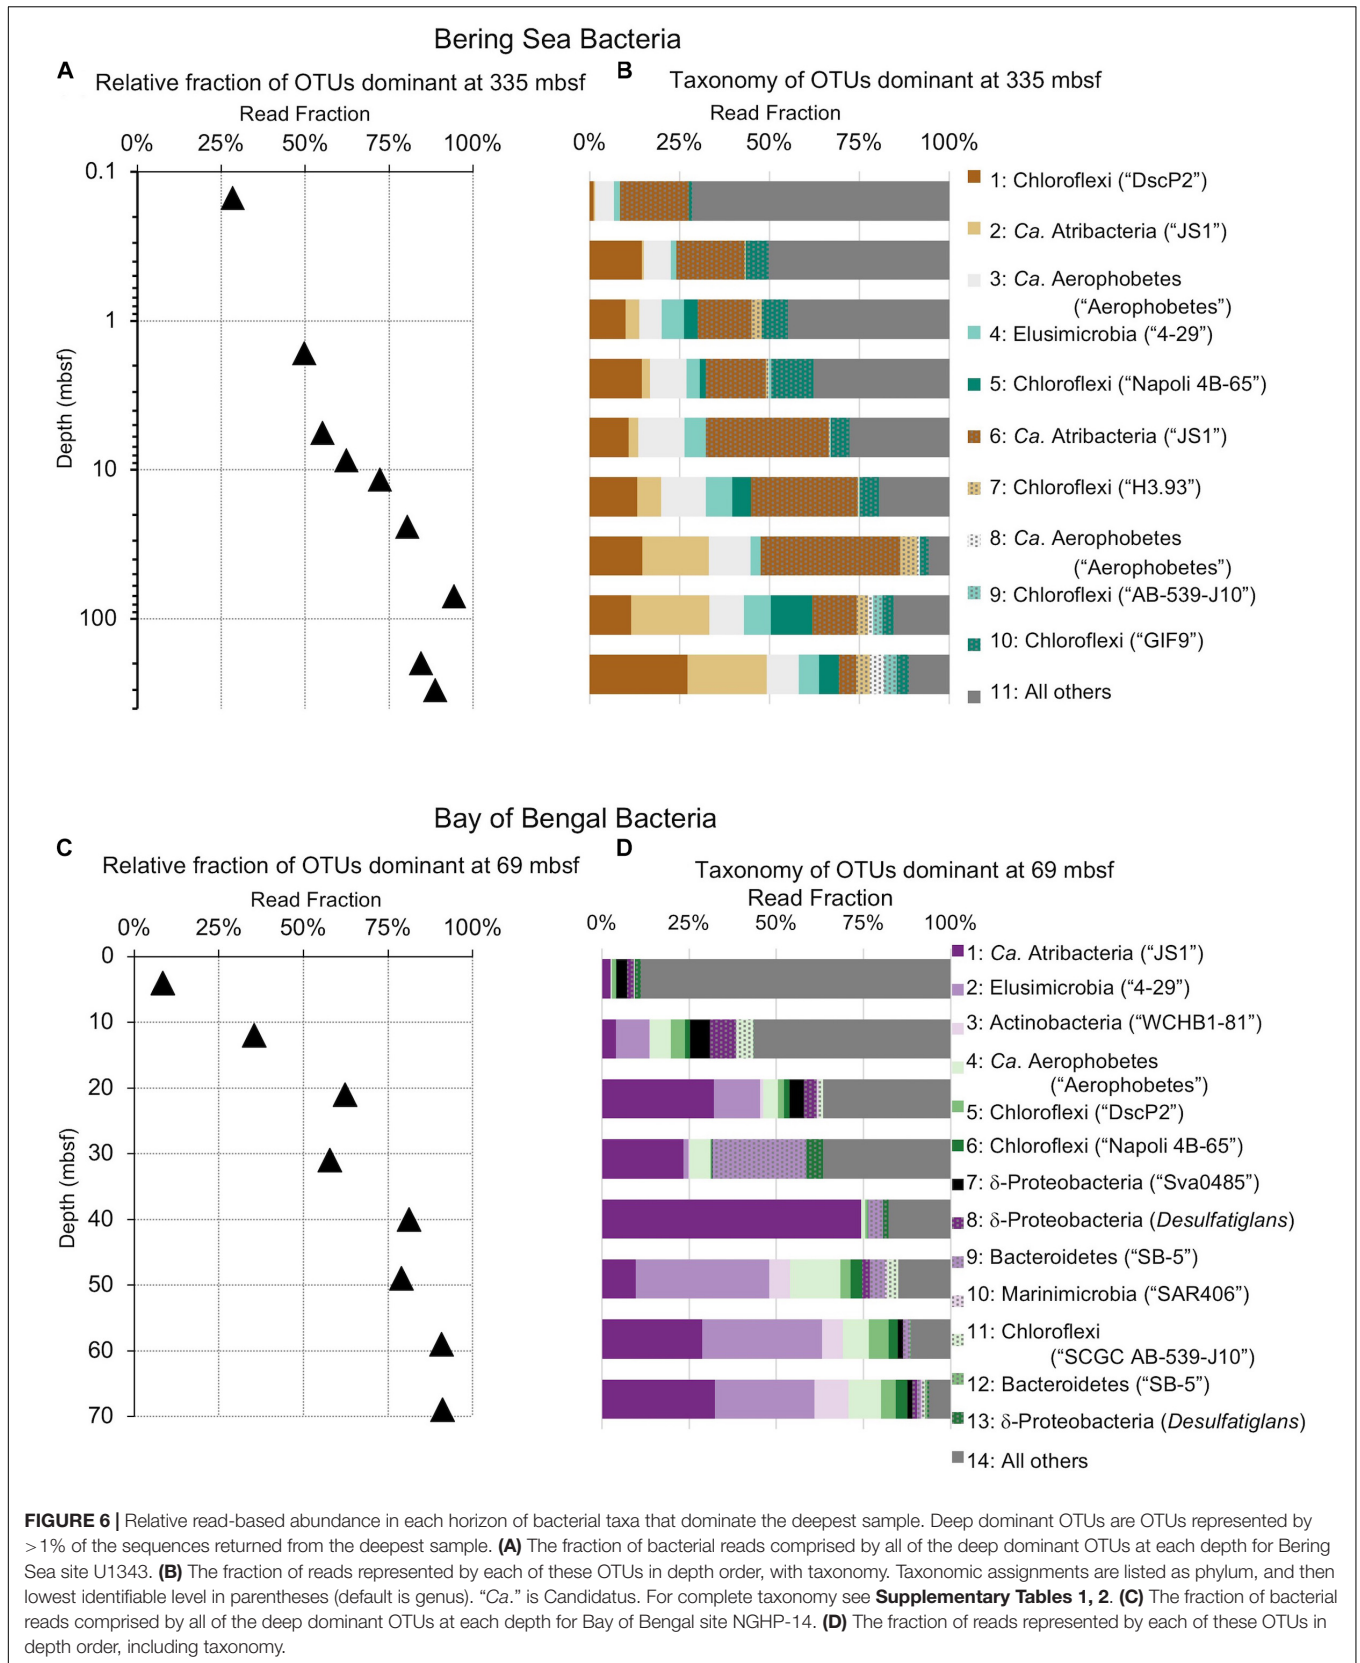 Bering Sea Bacteria
A
Relative fraction of OTUs dominant at 335 mbsf
Read Fraction
0% 25% 50% 75% 100%
0.1
1
10
100
Depth (mbsf)
B
Taxonomy of OTUs dominant at 335 mbsf
Read Fraction
0% 25% 50% 75% 100%
1: Chloroflexi (“DscP2”)
2: Ca. Atribacteria (“JS1”)
3: Ca. Aerophobetes
(“Aerophobetes”)
4: Elusimicrobia (“4-29”)
5: Chloroflexi (“Napoli 4B-65”)
6: Ca. Atribacteria (“JS1”)
7: Chloroflexi (“H3.93”)
8: Ca. Aerophobetes
(“Aerophobetes”)
9: Chloroflexi (“AB-539-J10”)
10: Chloroflexi (“GIF9”)
11: All others
Bay of Bengal Bacteria
C
Relative fraction of OTUs dominant at 69 mbsf
Read Fraction
0% 25% 50% 75% 100%
0
10
20
30
40
50
60
70
Depth (mbsf)
D
Taxonomy of OTUs dominant at 69 mbsf
Read Fraction
0% 25% 50% 75% 100%
1: Ca. Atribacteria (“JS1”)
2: Elusimicrobia (“4-29”)
3: Actinobacteria (“WCHB1-81”)
4: Ca. Aerophobetes
(“Aerophobetes”)
5: Chloroflexi (“DscP2”)
6: Chloroflexi (“Napoli 4B-65”)
7: δ-Proteobacteria (“Sva0485”)
8: δ-Proteobacteria (Desulfatiglans)
9: Bacteroidetes (“SB-5”)
10: Marinimicrobia (“SAR406”)
11: Chloroflexi
(“SCGC AB-539-J10”)
12: Bacteroidetes (“SB-5”)
13: δ-Proteobacteria (Desulfatiglans)
14: All others
FIGURE 6 | Relative read-based abundance in each horizon of bacterial taxa that dominate the deepest sample. Deep dominant OTUs are OTUs represented by
>1% of the sequences returned from the deepest sample. (A) The fraction of bacterial reads comprised by all of the deep dominant OTUs at each depth for Bering
Sea site U1343. (B) The fraction of reads represented by each of these OTUs in depth order, with taxonomy. Taxonomic assignments are listed as phylum, and then
lowest identifiable level in parentheses (default is genus). “Ca.” is Candidatus. For complete taxonomy see Supplementary Tables 1, 2. (C) The fraction of bacterial
reads comprised by all of the deep dominant OTUs at each depth for Bay of Bengal site NGHP-14. (D) The fraction of reads represented by each of these OTUs in
depth order, including taxonomy.